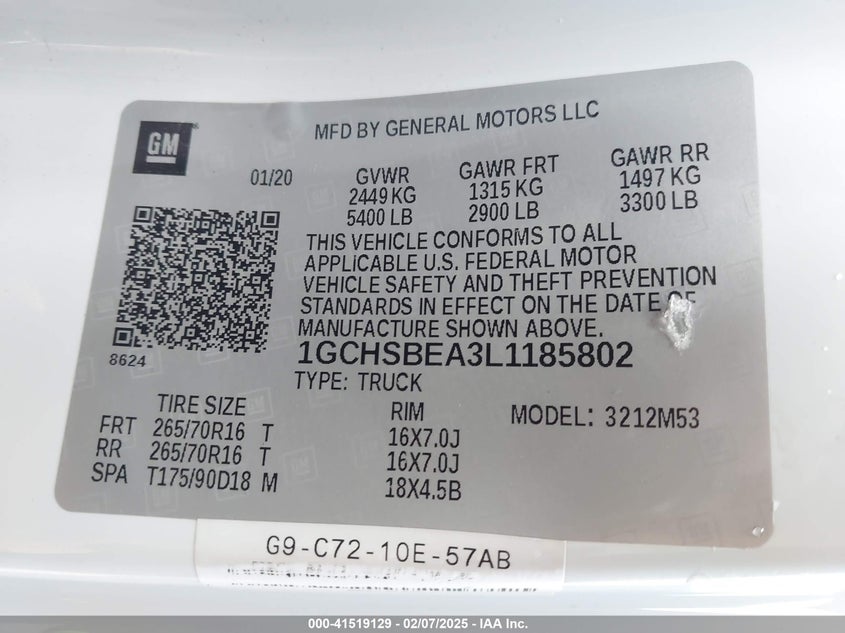 GM
MFD BY GENERAL MOTORS LLC
01/20
GVWR GAWR FRT GAWR RR
2449 KG 1315 KG 1497 KG
5400 LB 2900 LB 3300 LB
THIS VEHICLE CONFORMS TO ALL
APPLICABLE U.S. FEDERAL MOTOR
VEHICLE SAFETY AND THEFT PREVENTION
STANDARDS IN EFFECT ON THE DATE OF
MANUFACTURE SHOWN ABOVE.
8624
1GCHSBEA3L1185802
TYPE: TRUCK
TIRE SIZE RIM MODEL: 3212M53
FRT 265/70R16 T 16X7.0J
RR 265/70R16 T 16X7.0J
SPA T175/90D18 M 18X4.5B
G9-C72-10E-57AB
000-41519129 - 02/07/2025 - IAA Inc.